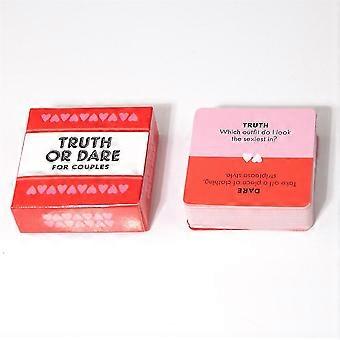 TRUTH
OR DARE
FOR COUPLES
TRUTH
Which outfit do I look
the sexiest in?
DARE
Take off a piece of clothing,
striptease style.